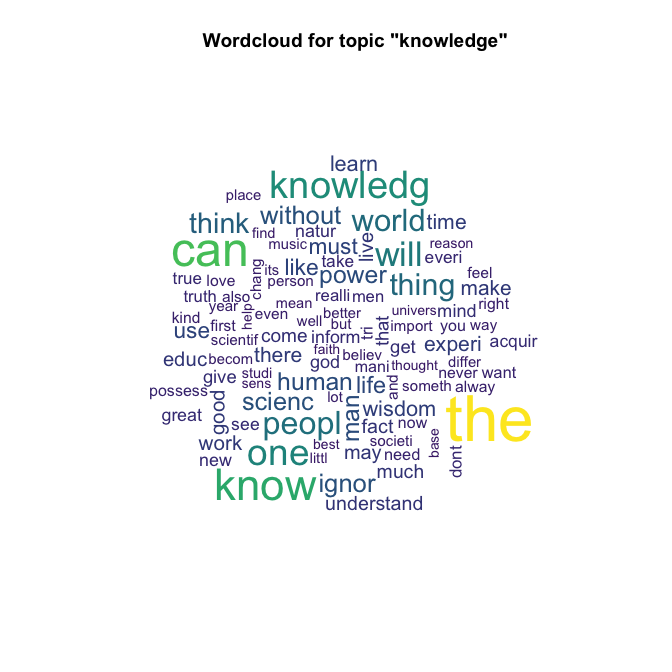 Wordcloud for topic "knowledge"
learn
place knowledg
think without world time
find natur
can music must live will reason
its like take everi
chang person power thing feel
true love make
truth also mean realli men right
year help even better univers mind
kind first well but tri that import you way
use scientif come inform get experi acquir
educ becom there faith believ differ
god mani thought never want
studi human life and someth alway
possess give sens lot
good scienc man wisdom the
great see peopl fact now
work best societi base
new one littl may need dont
know ignor much
understand